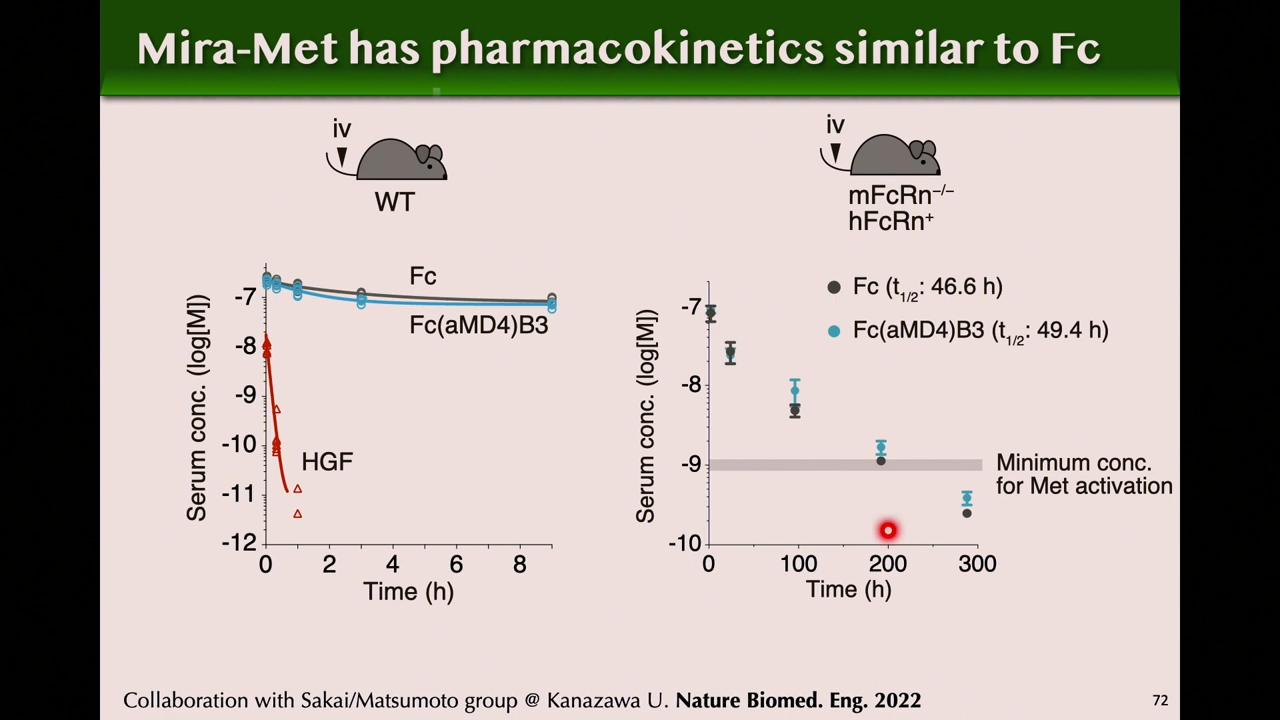 Mira-Met has pharmacokinetics similar to Fc
iv
WT
iv
mFcRn⁻/⁻
hFcRn⁺
Serum conc. (log[M])
-7
-8
-9
-10
-11
-12
Fc
Fc(aMD4)B3
HGF
0 2 4 6 8
Time (h)
Serum conc. (log[M])
-7
-8
-9
-10
Fc (t1/2: 46.6 h)
Fc(aMD4)B3 (t1/2: 49.4 h)
Minimum conc.
for Met activation
0 100 200 300
Time (h)
Collaboration with Sakai/Matsumoto group @ Kanazawa U. Nature Biomed. Eng. 2022
72